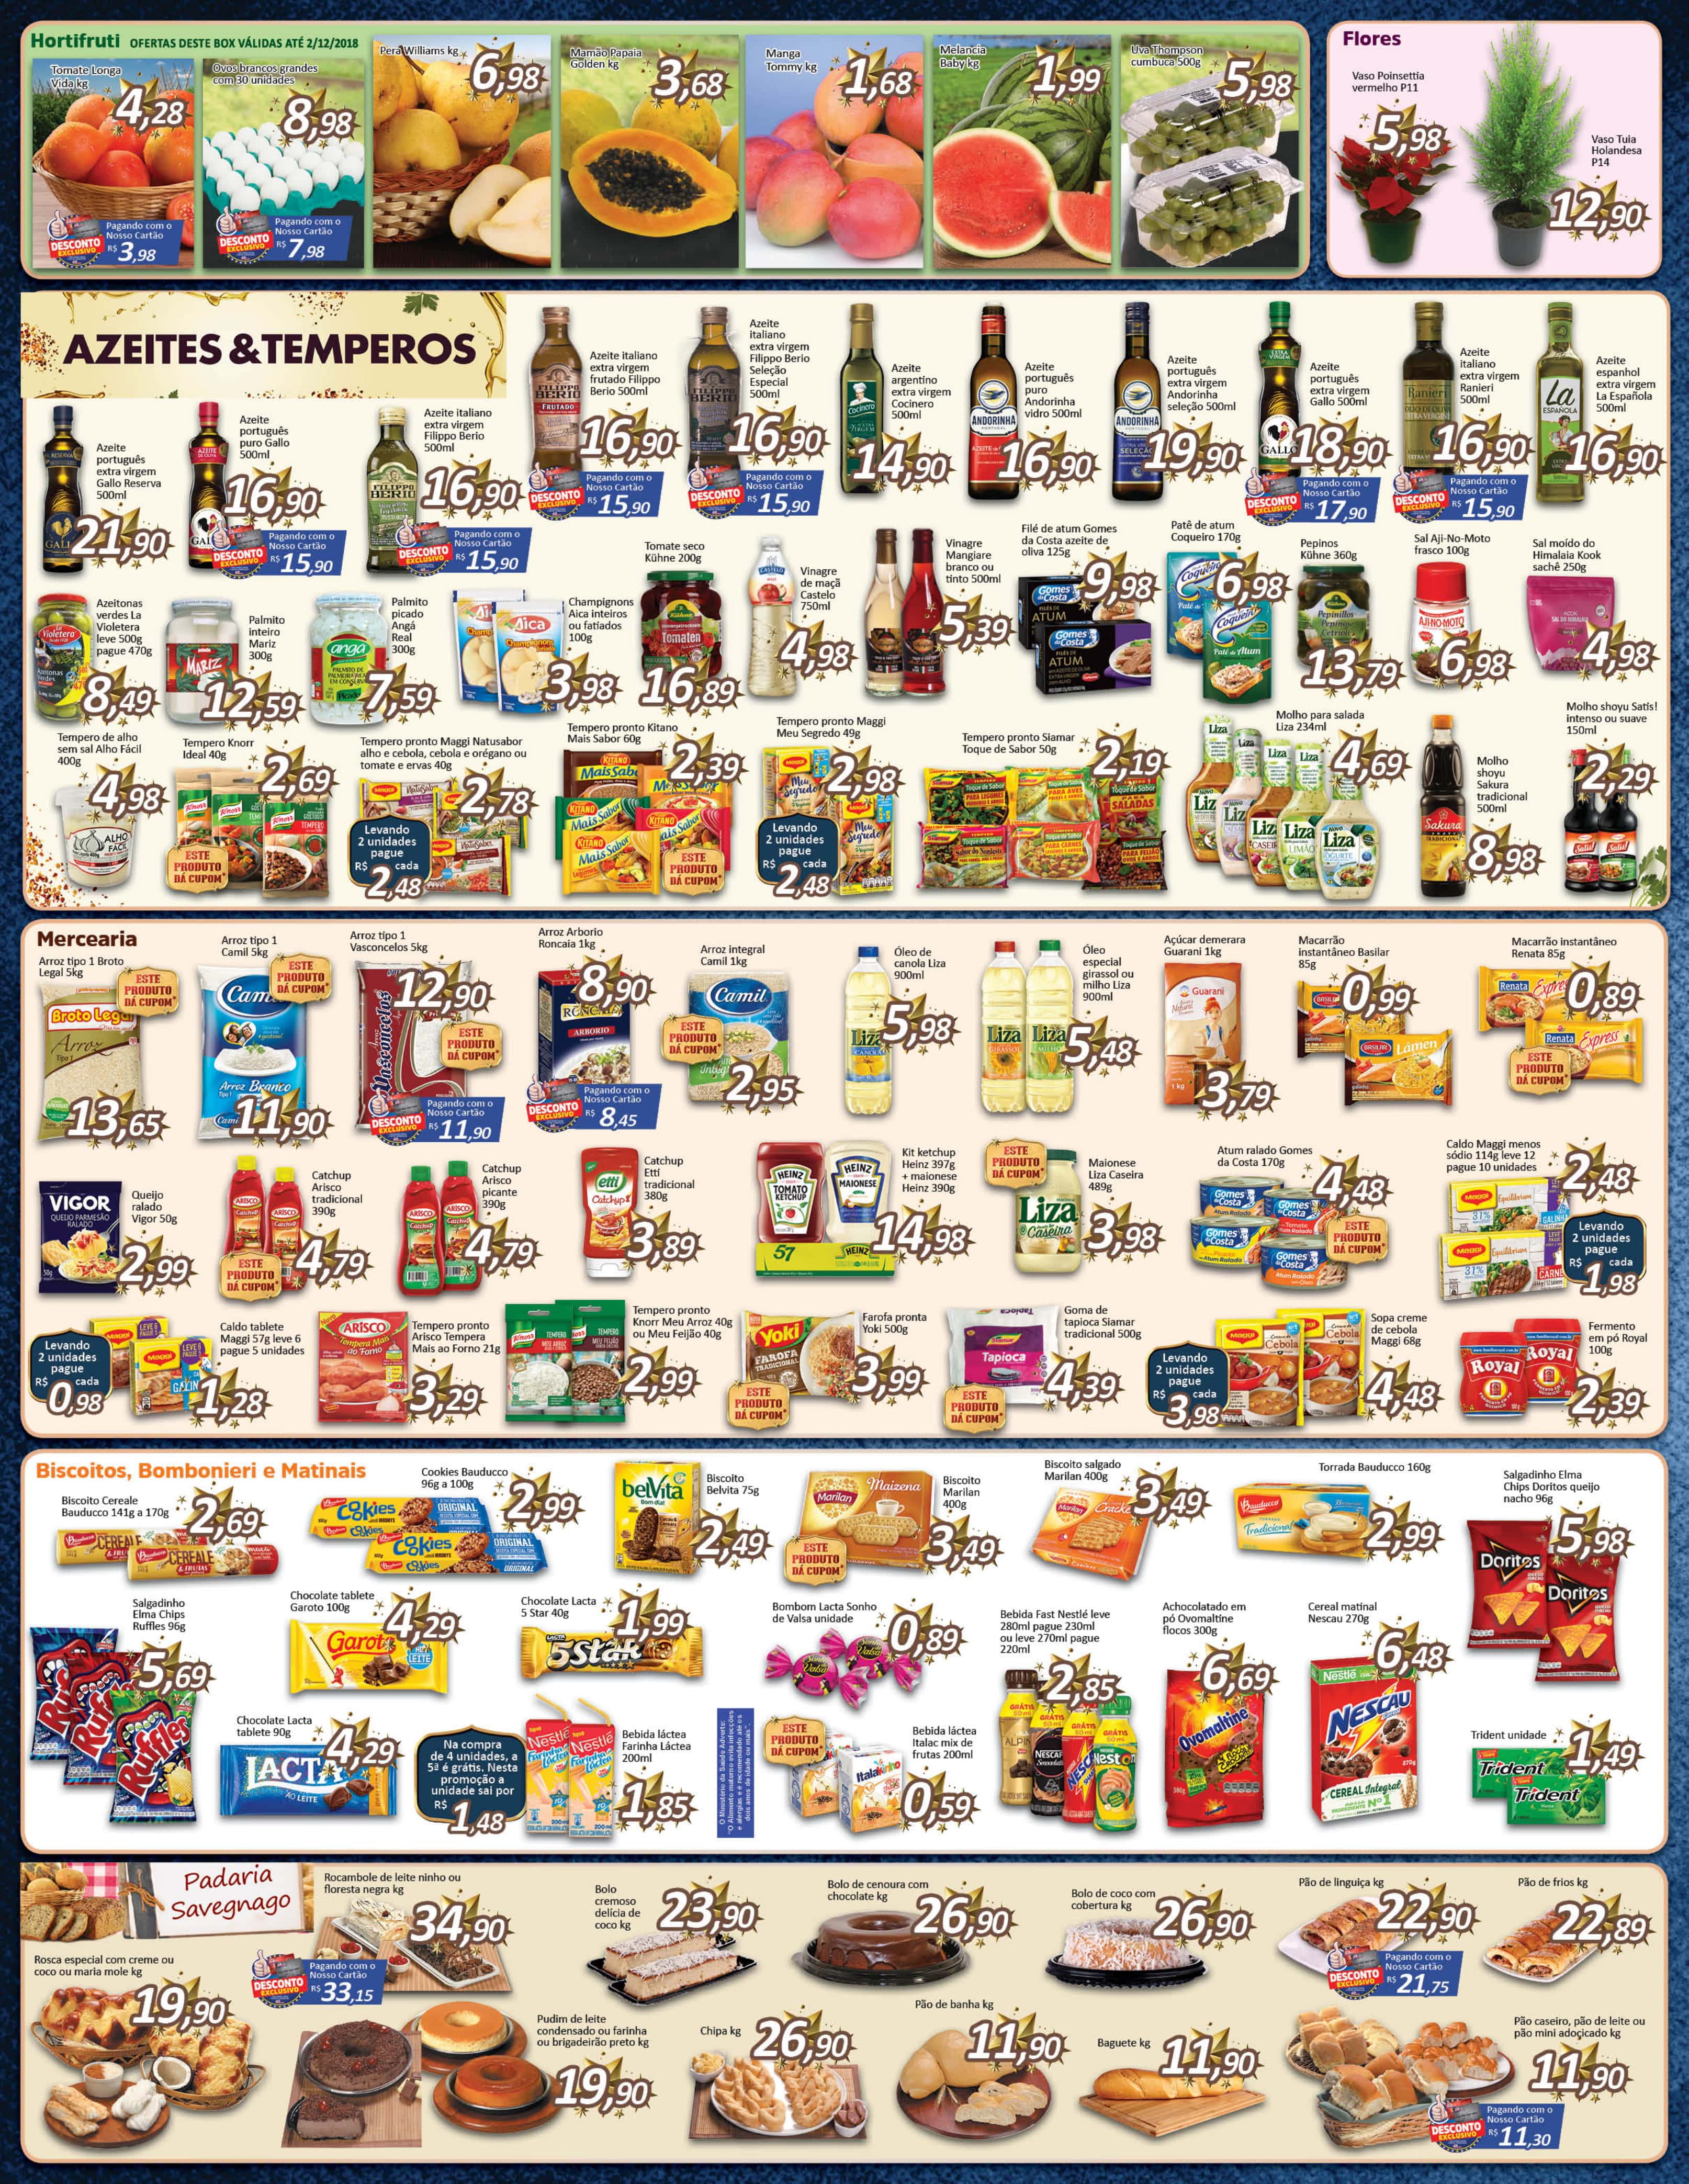 Hortifruti OFERTAS DESTE BOX VÁLIDAS ATÉ 2/12/2018
Tomate Longa
Vida kg
4,28
Pagando com o
Nosso Cartão
DESCONTO
EXCLUSIVO
R$ 3,98
Ovos brancos grandes
com 30 unidades
8,98
Pagando com o
Nosso Cartão
DESCONTO
EXCLUSIVO
R$ 7,98
Pera Williams kg
6,98
Mamão Papaia
Golden kg
3,68
Manga
Tommy kg
1,68
Melancia
Baby kg
1,99
Uva Thompson
cumbuca 500g
5,98
Flores
Vaso Poinsettia
vermelho P11
5,98
Vaso Tuia
Holandesa
P14
12,90
AZEITES & TEMPEROS
Azeite
português
extra virgem
Gallo Reserva
500ml
21,90
Azeite
português
puro Gallo
500ml
16,90
Pagando com o
Nosso Cartão
DESCONTO
EXCLUSIVO
R$ 15,90
Azeite italiano
extra virgem
Filippo Berio
500ml
16,90
Pagando com o
Nosso Cartão
DESCONTO
EXCLUSIVO
R$ 15,90
Azeite italiano
extra virgem
frutado Filippo
Berio 500ml
16,90
Pagando com o
Nosso Cartão
DESCONTO
EXCLUSIVO
R$ 15,90
Azeite
italiano
extra virgem
Filippo Berio
Seleção
Especial
500ml
16,90
Pagando com o
Nosso Cartão
DESCONTO
EXCLUSIVO
R$ 15,90
Azeite
argentino
extra virgem
Cocinero
500ml
14,90
Azeite
português
puro
Andorinha
vidro 500ml
16,90
Azeite
português
extra virgem
Andorinha
seleção 500ml
19,90
Azeite
português
extra virgem
Gallo 500ml
18,90
Pagando com o
Nosso Cartão
DESCONTO
EXCLUSIVO
R$ 17,90
Azeite
italiano
extra virgem
Ranieri
500ml
16,90
Pagando com o
Nosso Cartão
DESCONTO
EXCLUSIVO
R$ 15,90
Azeite
espanhol
extra virgem
La Española
500ml
16,90
Azeitonas
verdes La
Violetera
leve 500g
pague 470g
8,49
Palmito
inteiro
Mariz
300g
12,59
Palmito
picado
Angá
Real
300g
7,59
Champignons
Aica inteiros
ou fatiados
100g
3,98
Tomate seco
Kühne 200g
16,89
Vinagre
de maçã
Castelo
750ml
4,98
Vinagre
Mangiare
branco ou
tinto 500ml
5,39
Filé de atum Gomes
da Costa azeite de
oliva 125g
9,98
Patê de atum
Coqueiro 170g
6,98
Pepinos
Kühne 360g
13,79
Sal Aji-No-Moto
frasco 100g
6,98
Sal moído do
Himalaia Kook
sachê 250g
4,98
Tempero de alho
sem sal Alho Fácil
400g
4,98
Tempero Knorr
Ideal 40g
2,69
ESTE
PRODUTO
DÁ CUPOM*
Tempero pronto Maggi Natusabor
alho e cebola, cebola e orégano ou
tomate e ervas 40g
2,78
Levando
2 unidades
pague
R$ cada
2,48
Tempero pronto Kitano
Mais Sabor 60g
2,39
ESTE
PRODUTO
DÁ CUPOM*
Tempero pronto Maggi
Meu Segredo 49g
2,98
Levando
2 unidades
pague
R$ cada
2,48
Tempero pronto Siamar
Toque de Sabor 50g
2,19
Molho para salada
Liza 234ml
4,69
Molho
shoyu
Sakura
tradicional
500ml
8,98
Molho shoyu Satis!
intenso ou suave
150ml
2,29
Mercearia
Arroz tipo 1 Broto
Legal 5kg
ESTE
PRODUTO
DÁ CUPOM*
13,65
Arroz tipo 1
Camil 5kg
ESTE
PRODUTO
DÁ CUPOM*
11,90
Arroz tipo 1
Vasconcelos 5kg
12,90
ESTE
PRODUTO
DÁ CUPOM*
Pagando com o
Nosso Cartão
DESCONTO
EXCLUSIVO
R$ 11,90
Arroz Arborio
Roncaia 1kg
8,90
Pagando com o
Nosso Cartão
DESCONTO
EXCLUSIVO
R$ 8,45
Arroz integral
Camil 1kg
ESTE
PRODUTO
DÁ CUPOM*
2,95
Óleo de
canola Liza
900ml
5,98
Óleo
especial
girassol ou
milho Liza
900ml
5,48
Açúcar demerara
Guarani 1kg
3,79
Macarrão
instantâneo Basilar
85g
0,99
Macarrão instantâneo
Renata 85g
0,89
ESTE
PRODUTO
DÁ CUPOM*
Queijo
ralado
Vigor 50g
2,99
Catchup
Arisco
tradicional
390g
ESTE
PRODUTO
DÁ CUPOM*
4,79
Catchup
Arisco
picante
390g
4,79
Catchup
Etti
tradicional
380g
3,89
Kit ketchup
Heinz 397g
+ maionese
Heinz 390g
14,98
ESTE
PRODUTO
DÁ CUPOM*
Maionese
Liza Caseira
489g
3,98
Atum ralado Gomes
da Costa 170g
4,48
ESTE
PRODUTO
DÁ CUPOM*
Caldo Maggi menos
sódio 114g leve 12
pague 10 unidades
2,48
Levando
2 unidades
pague
R$ cada
1,98
Levando
2 unidades
pague
R$ cada
0,98
Caldo tablete
Maggi 57g leve 6
pague 5 unidades
1,28
Tempero pronto
Arisco Tempera
Mais ao Forno 21g
3,29
Tempero pronto
Knorr Meu Arroz 40g
ou Meu Feijão 40g
2,99
Farofa pronta
Yoki 500g
3,99
ESTE
PRODUTO
DÁ CUPOM*
Goma de
tapioca Siamar
tradicional 500g
4,39
ESTE
PRODUTO
DÁ CUPOM*
Levando
2 unidades
pague
R$ cada
3,98
Sopa creme
de cebola
Maggi 68g
4,48
Fermento
em pó Royal
100g
2,39
Biscoitos, Bombonieri e Matinais
Biscoito Cereale
Bauducco 141g a 170g
2,69
Cookies Bauducco
96g a 100g
2,99
Biscoito
Belvita 75g
2,49
Biscoito
Marilan
400g
3,49
ESTE
PRODUTO
DÁ CUPOM*
Biscoito salgado
Marilan 400g
3,49
Torrada Bauducco 160g
2,99
Salgadinho Elma
Chips Doritos queijo
nacho 96g
5,98
Salgadinho
Elma Chips
Ruffles 96g
5,69
Chocolate tablete
Garoto 100g
4,29
Chocolate Lacta
5 Star 40g
1,99
Bombom Lacta Sonho
de Valsa unidade
0,89
Bebida Fast Nestlé leve
280ml pague 230ml
ou leve 270ml pague
220ml
2,85
Achocolatado em
pó Ovomaltine
flocos 300g
6,69
Cereal matinal
Nescau 270g
6,48
Chocolate Lacta
tablete 90g
4,29
Na compra
de 4 unidades, a
5ª é grátis. Nesta
promoção a
unidade sai por
R$
1,48
Bebida láctea
Farinha Láctea
200ml
1,85
O Ministério da Saúde Adverte:
"O Aleitamento materno evita infecções
e alergias e é recomendado até os
dois anos de idade ou mais".
ESTE
PRODUTO
DÁ CUPOM*
Bebida láctea
Italac mix de
frutas 200ml
0,59
Trident unidade
1,49
Padaria
Savegnago
Rocambole de leite ninho ou
floresta negra kg
34,90
Pagando com o
Nosso Cartão
DESCONTO
EXCLUSIVO
R$ 33,15
Bolo
cremoso
delícia de
coco kg
23,90
Bolo de cenoura com
chocolate kg
26,90
Bolo de coco com
cobertura kg
26,90
Pão de linguiça kg
22,90
Pagando com o
Nosso Cartão
DESCONTO
EXCLUSIVO
R$ 21,75
Pão de frios kg
22,89
Rosca especial com creme ou
coco ou maria mole kg
19,90
Pudim de leite
condensado ou farinha
ou brigadeirão preto kg
19,90
Chipa kg
26,90
Pão de banha kg
11,90
Baguete kg
11,90
Pão caseiro, pão de leite ou
pão mini adoçicado kg
11,90
Pagando com o
Nosso Cartão
DESCONTO
EXCLUSIVO
R$ 11,30